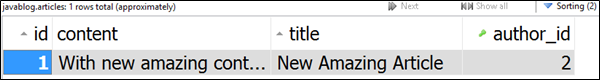 javablog.articles: 1 rows total (approximately) Next Show all Sorting (2)
id content title author_id
1 With new amazing cont... New Amazing Article 2